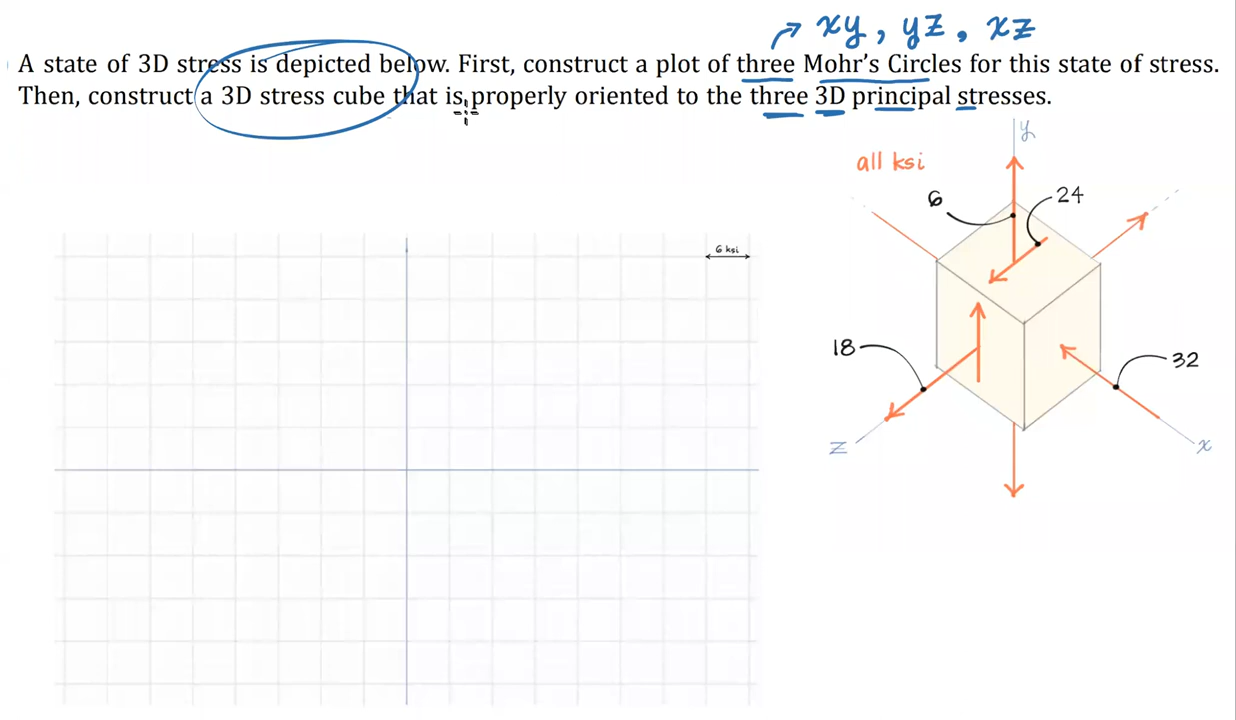 xy, yz, xz
A state of 3D stress is depicted below. First, construct a plot of three Mohr's Circles for this state of stress.
Then, construct a 3D stress cube that is properly oriented to the three 3D principal stresses.
y
all ksi
6
24
6 ksi
18
32
z
x